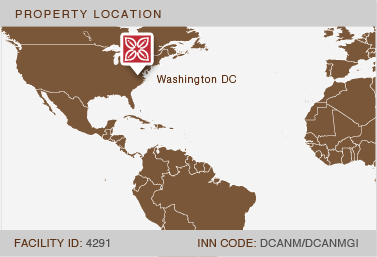 PROPERTY LOCATION
Washington DC
FACILITY ID: 4291 INN CODE: DCANM/DCANMGI